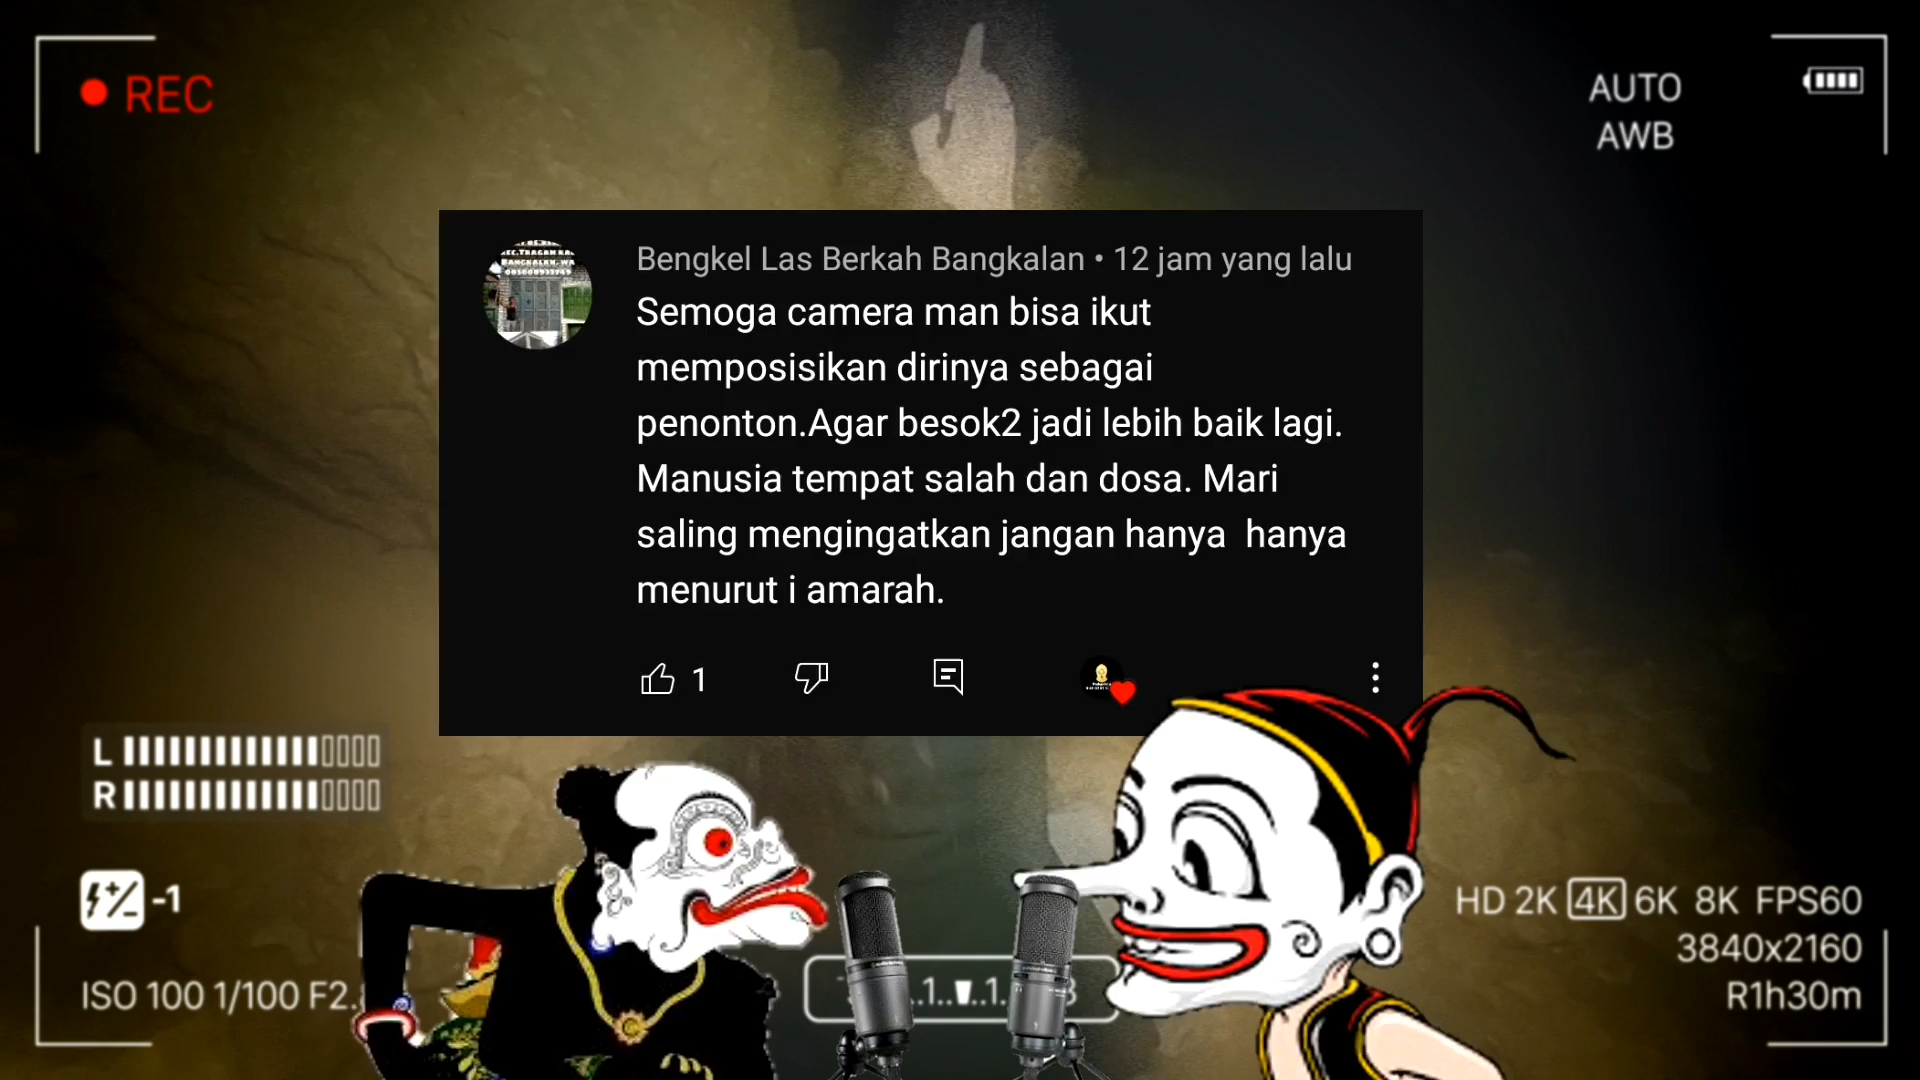 REC
AUTO
AWB
Bengkel Las Berkah Bangkalan • 12 jam yang lalu
Semoga camera man bisa ikut
memposisikan dirinya sebagai
penonton.Agar besok2 jadi lebih baik lagi.
Manusia tempat salah dan dosa. Mari
saling mengingatkan jangan hanya  hanya
menurut i amarah.
1
L
R
-1
HD 2K 4K 6K 8K FPS60
3840x2160
ISO 100 1/100 F2.
R1h30m